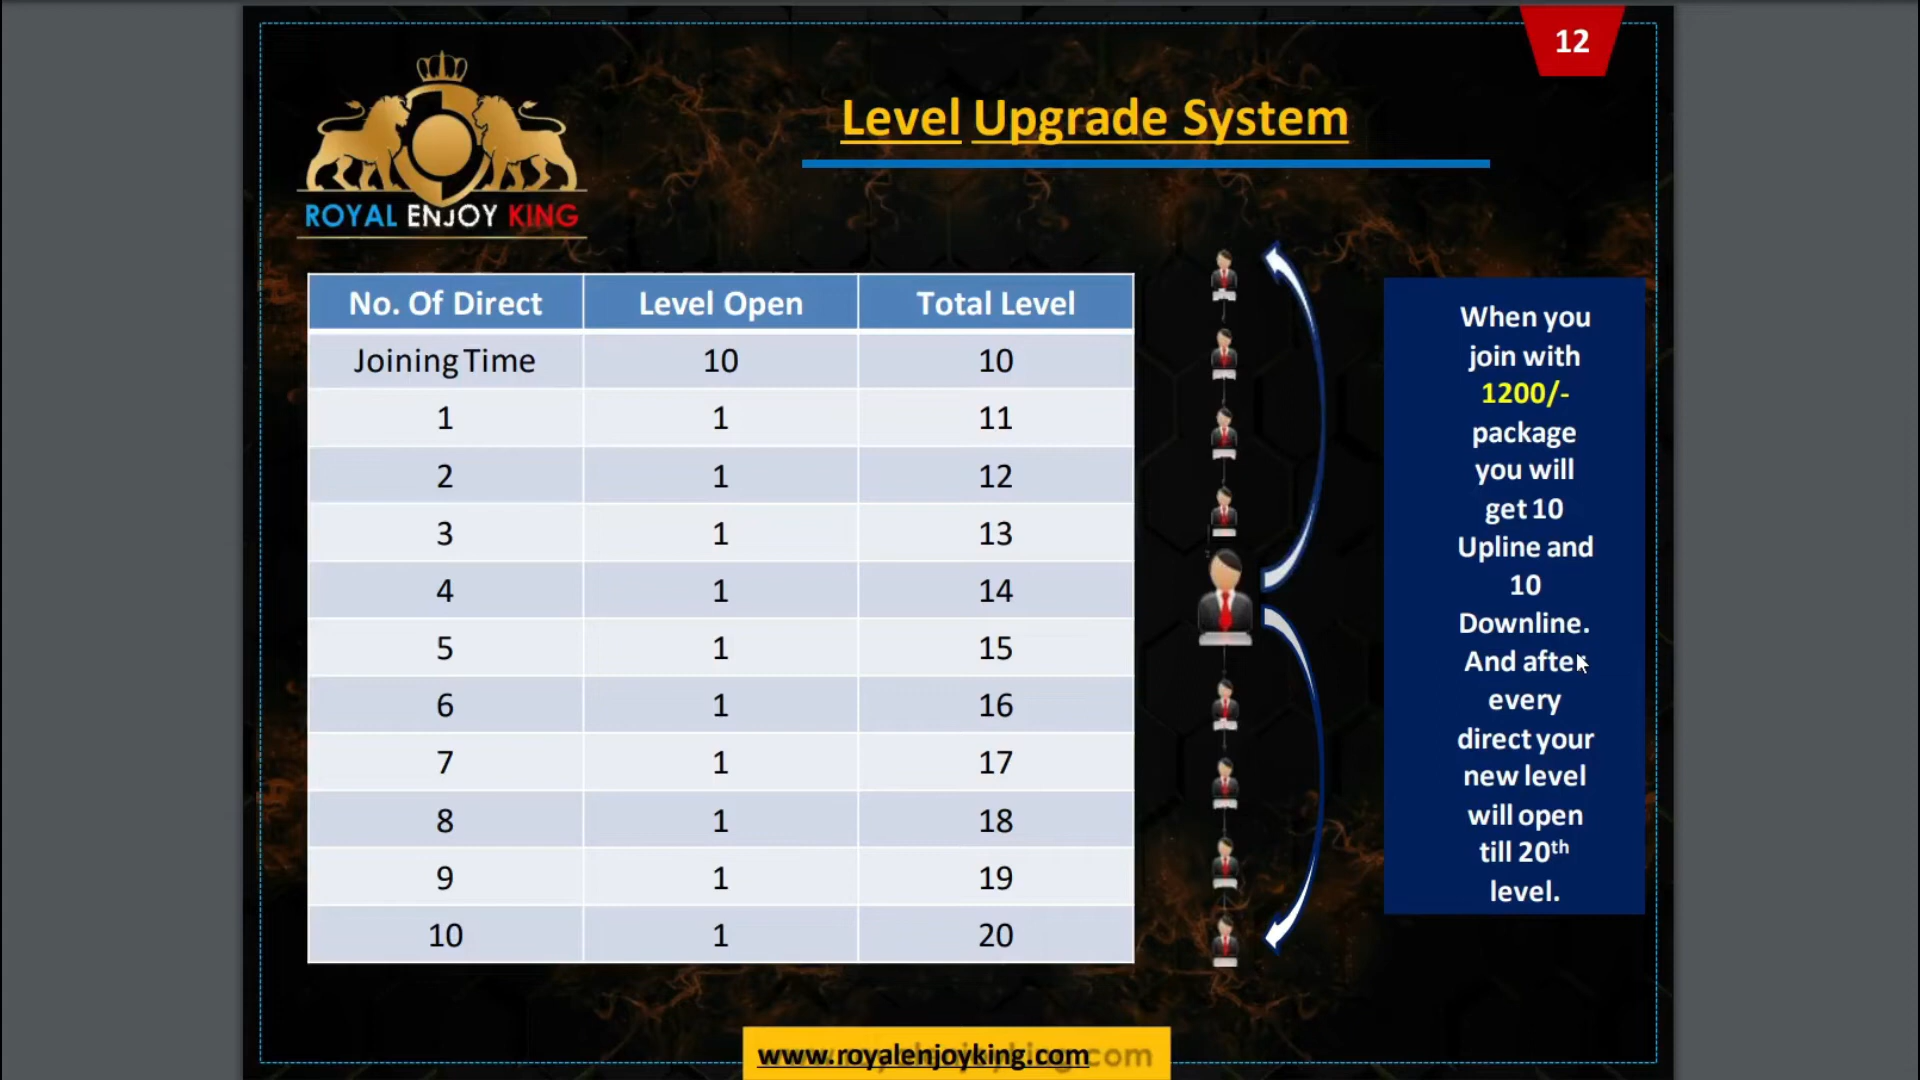 12
Level Upgrade System
ROYAL ENJOY KING
No. Of Direct Level Open Total Level
Joining Time 10 10
1 1 11
2 1 12
3 1 13
4 1 14
5 1 15
6 1 16
7 1 17
8 1 18
9 1 19
10 1 20
When you
join with
1200/-
package
you will
get 10
Upline and
10
Downline.
And after
every
direct your
new level
will open
till 20th
level.
www.royalenjoyking.com